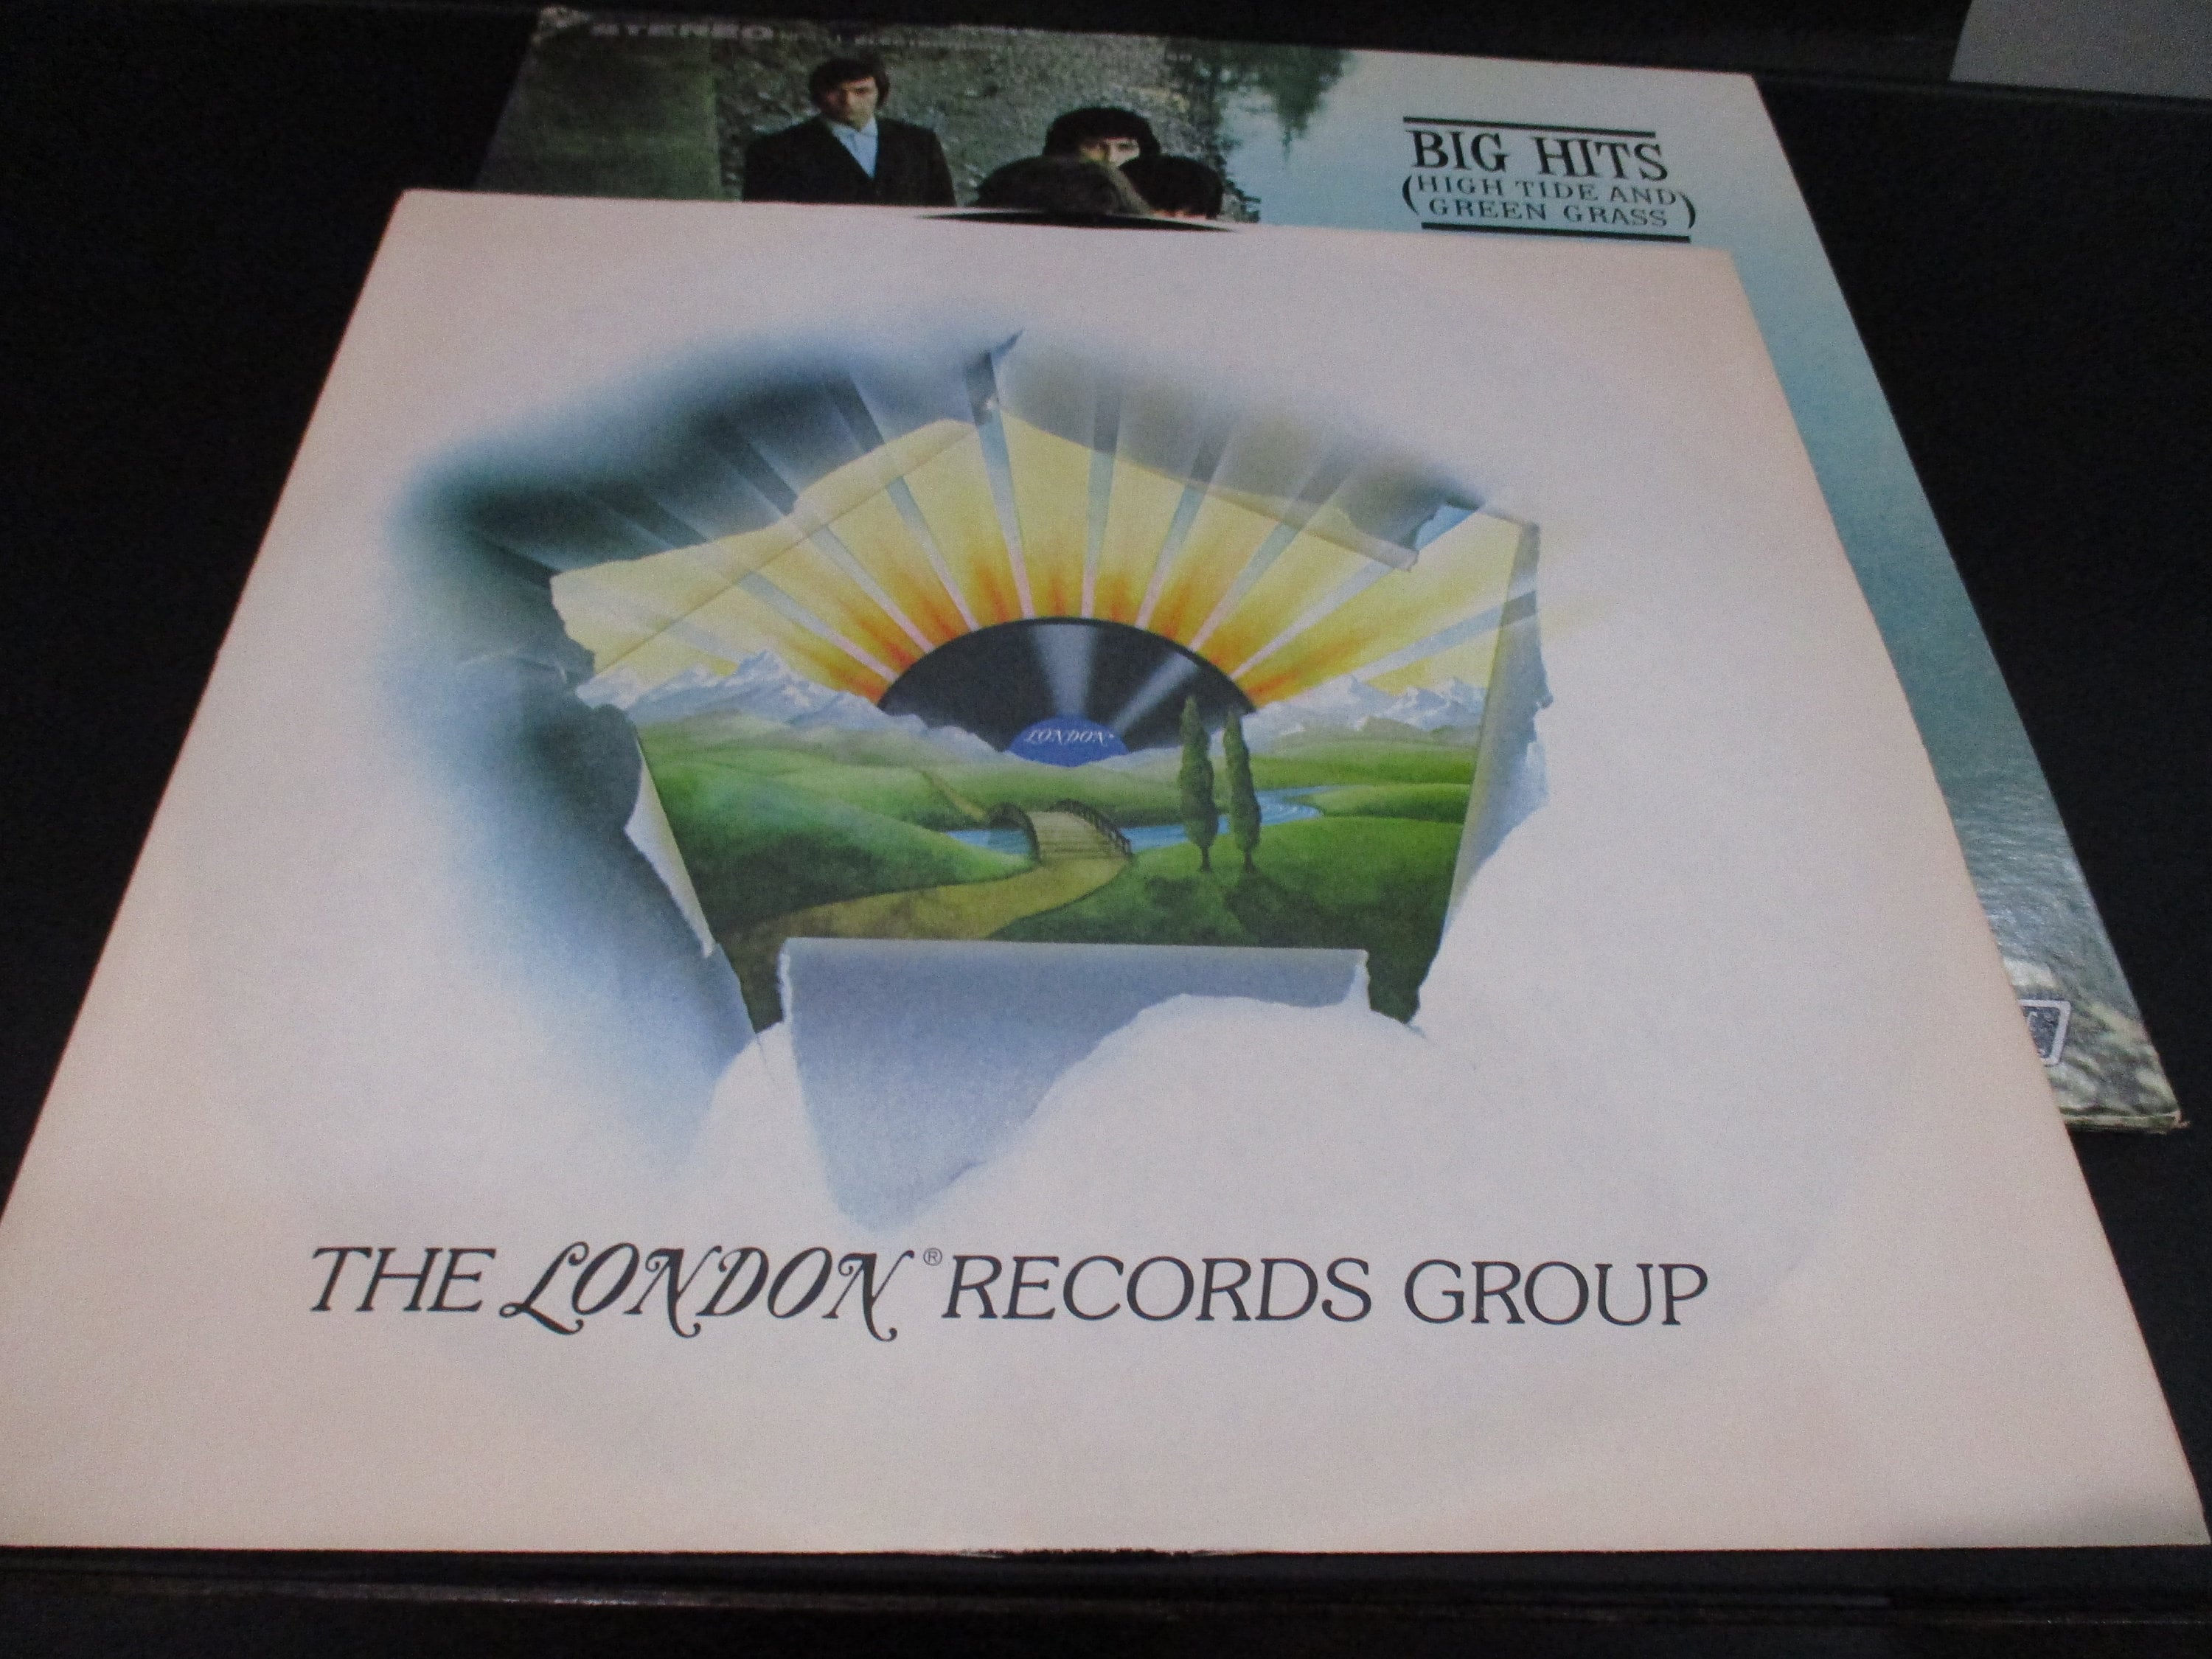 STEREO
BIG HITS
(HIGH TIDE AND
GREEN GRASS)
LONDON
THE LONDON® RECORDS GROUP